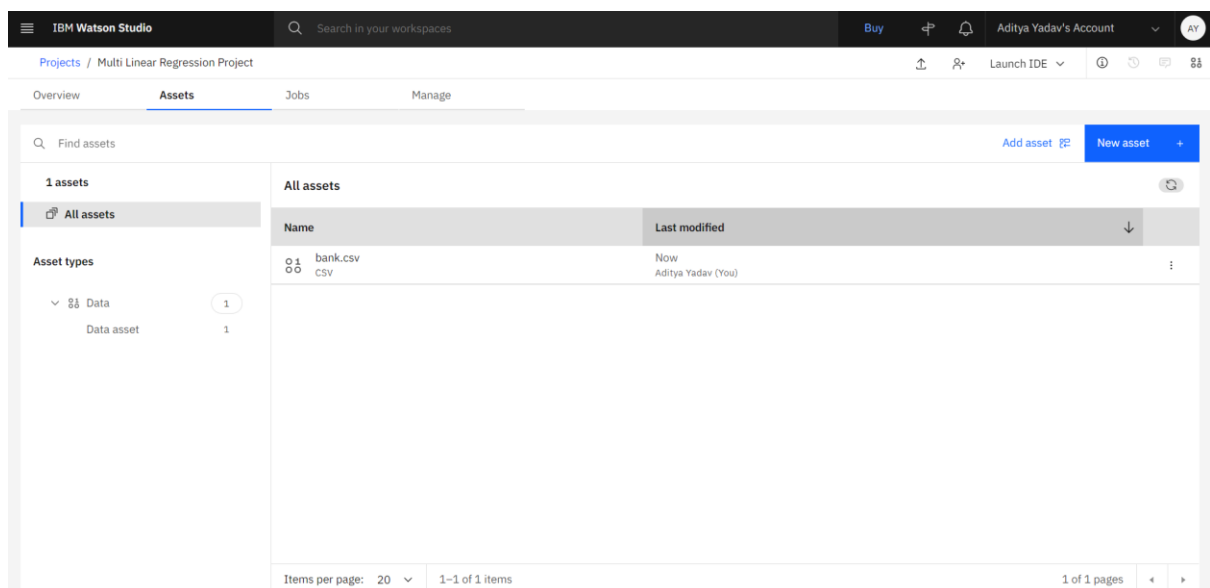 IBM Watson Studio
Search in your workspaces
Buy
Aditya Yadav's Account
AY
Projects / Multi Linear Regression Project
Launch IDE
Overview
Assets
Jobs
Manage
Find assets
Add asset
New asset +
1 assets
All assets
Asset types
Data 1
Data asset 1
All assets
Name
Last modified
bank.csv
CSV
Now
Aditya Yadav (You)
Items per page: 20
1–1 of 1 items
1 of 1 pages